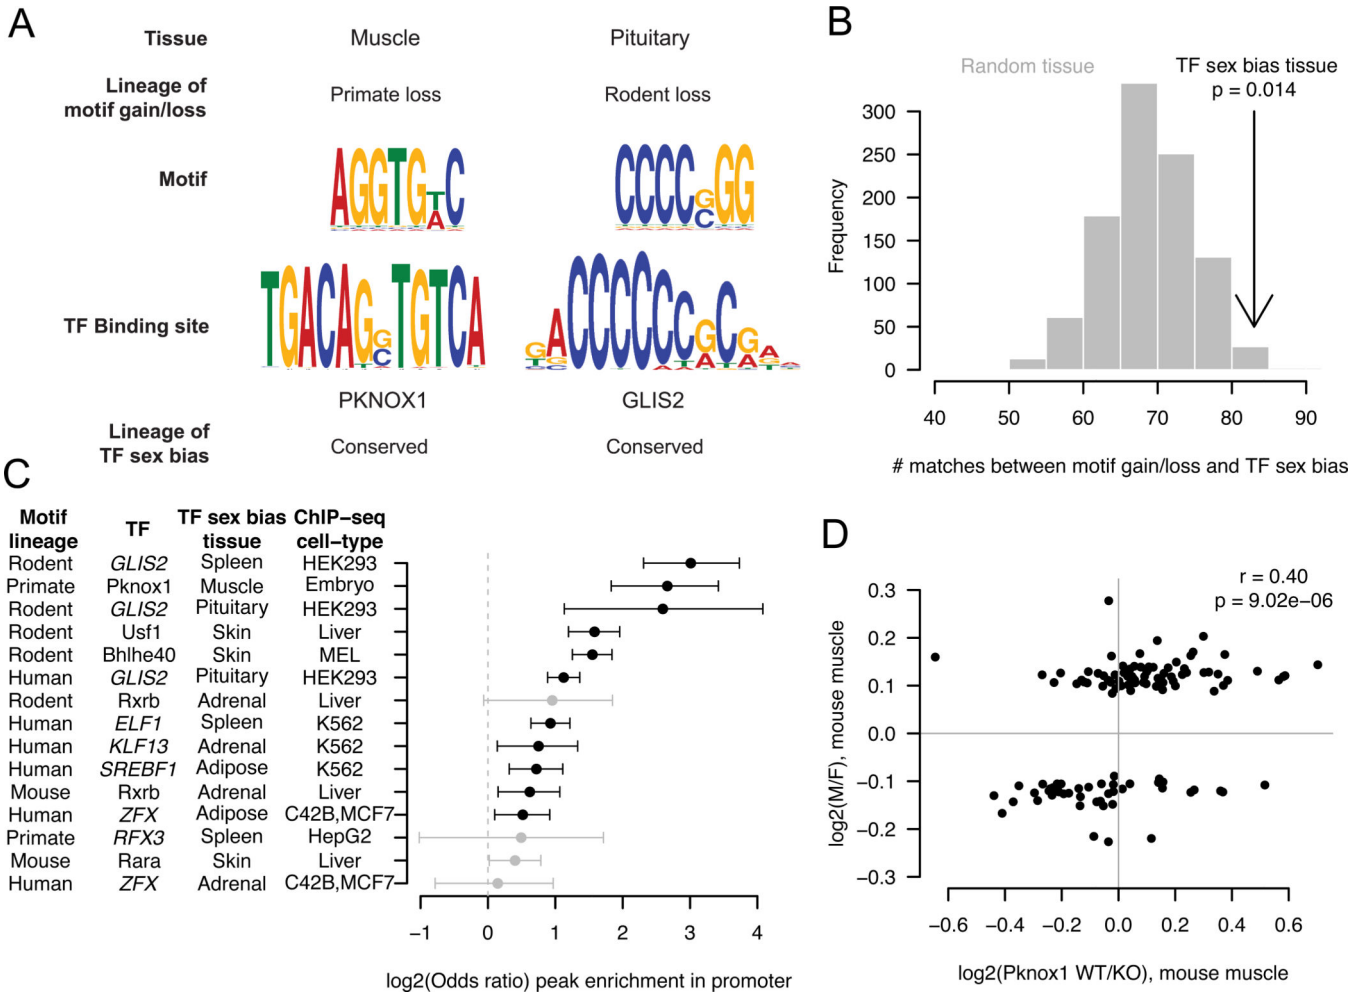 A
Tissue Muscle Pituitary
Lineage of
motif gain/loss Primate loss Rodent loss
Motif AGGTG C CCCC GG
TF Binding site TGACAG TGTCA
PKNOX1 GLIS2
Lineage of
TF sex bias Conserved Conserved
B
Random tissue TF sex bias tissue
p = 0.014
Frequency
300
250
200
150
100
50
0
40 50 60 70 80 90
# matches between motif gain/loss and TF sex bias
C
Motif lineage TF TF sex bias tissue ChIP−seq cell−type
Rodent GLIS2 Spleen HEK293
Primate Pknox1 Muscle Embryo
Rodent GLIS2 Pituitary HEK293
Rodent Usf1 Skin Liver
Rodent Bhlhe40 Skin MEL
Human GLIS2 Pituitary HEK293
Rodent Rxrb Adrenal Liver
Human ELF1 Spleen K562
Human KLF13 Adrenal K562
Human SREBF1 Adipose K562
Mouse Rxrb Adrenal Liver
Human ZFX Adipose C42B,MCF7
Primate RFX3 Spleen HepG2
Mouse Rara Skin Liver
Human ZFX Adrenal C42B,MCF7
−1 0 1 2 3 4
log2(Odds ratio) peak enrichment in promoter
D
r = 0.40
p = 9.02e−06
log2(M/F), mouse muscle
0.3
0.2
0.1
0.0
−0.1
−0.2
−0.3
−0.6 −0.4 −0.2 0.0 0.2 0.4 0.6
log2(Pknox1 WT/KO), mouse muscle